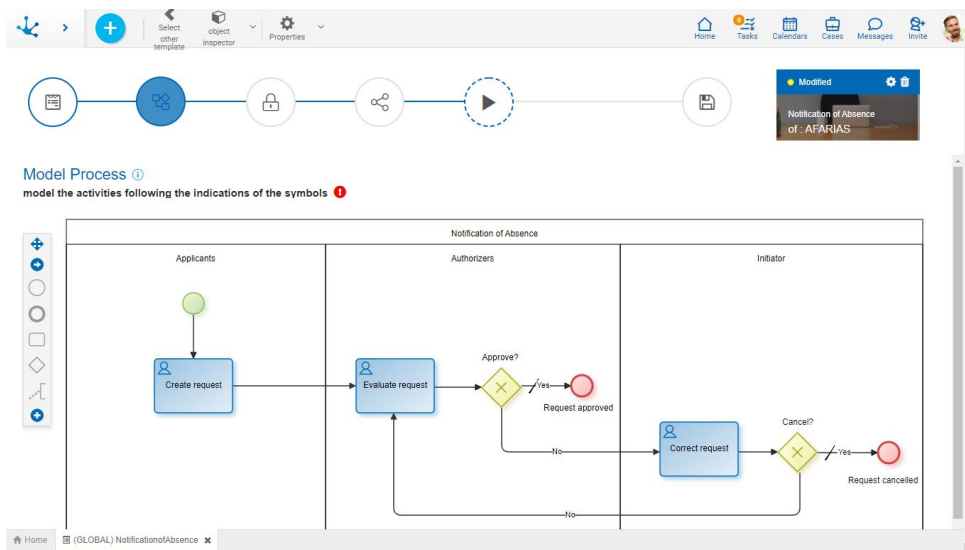 Select
other
template
object
inspector
Properties
Home
9
Tasks
Calendars
Cases
Messages
Invite
Modified
Notification of Absence
of : AFARIAS
Model Process
model the activities following the indications of the symbols
Notification of Absence
Applicants
Authorizers
Initiator
Create request
Evaluate request
Approve?
Yes
Request approved
No
Correct request
Cancel?
Yes
Request cancelled
No
Home
(GLOBAL) NotificationofAbsence